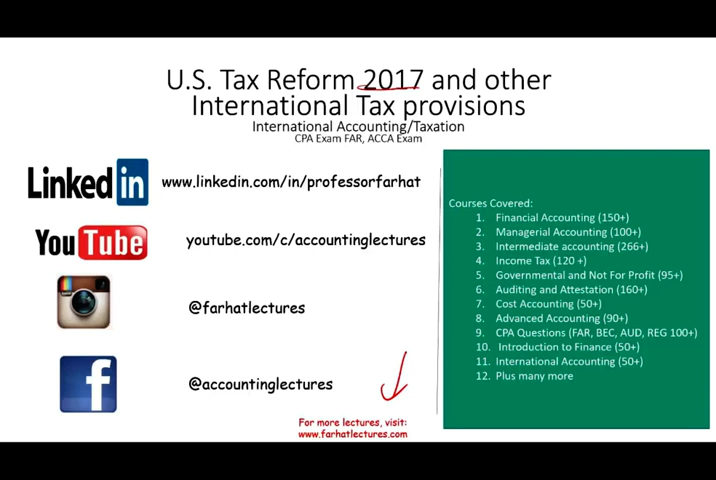 U.S. Tax Reform 2017 and other
International Tax provisions
International Accounting/Taxation
CPA Exam FAR, ACCA Exam
Linked in
www.linkedin.com/in/professorfarhat
YouTube
youtube.com/c/accountinglectures
@farhatlectures
f
@accountinglectures
For more lectures, visit:
www.farhatlectures.com
Courses Covered:
1. Financial Accounting (150+)
2. Managerial Accounting (100+)
3. Intermediate accounting (266+)
4. Income Tax (120 +)
5. Governmental and Not For Profit (95+)
6. Auditing and Attestation (160+)
7. Cost Accounting (50+)
8. Advanced Accounting (90+)
9. CPA Questions (FAR, BEC, AUD, REG 100+)
10. Introduction to Finance (50+)
11. International Accounting (50+)
12. Plus many more